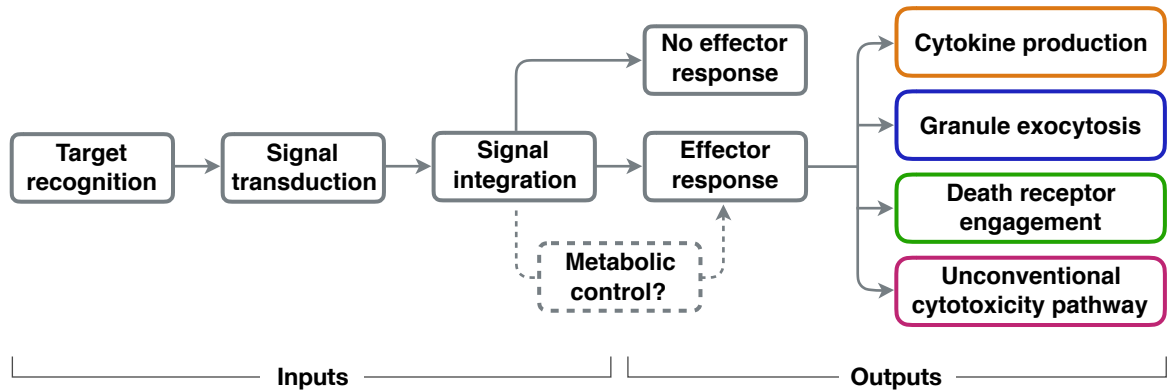 Target
recognition
Signal
transduction
Signal
integration
No effector
response
Effector
response
Metabolic
control?
Cytokine production
Granule exocytosis
Death receptor
engagement
Unconventional
cytotoxicity pathway
Inputs
Outputs